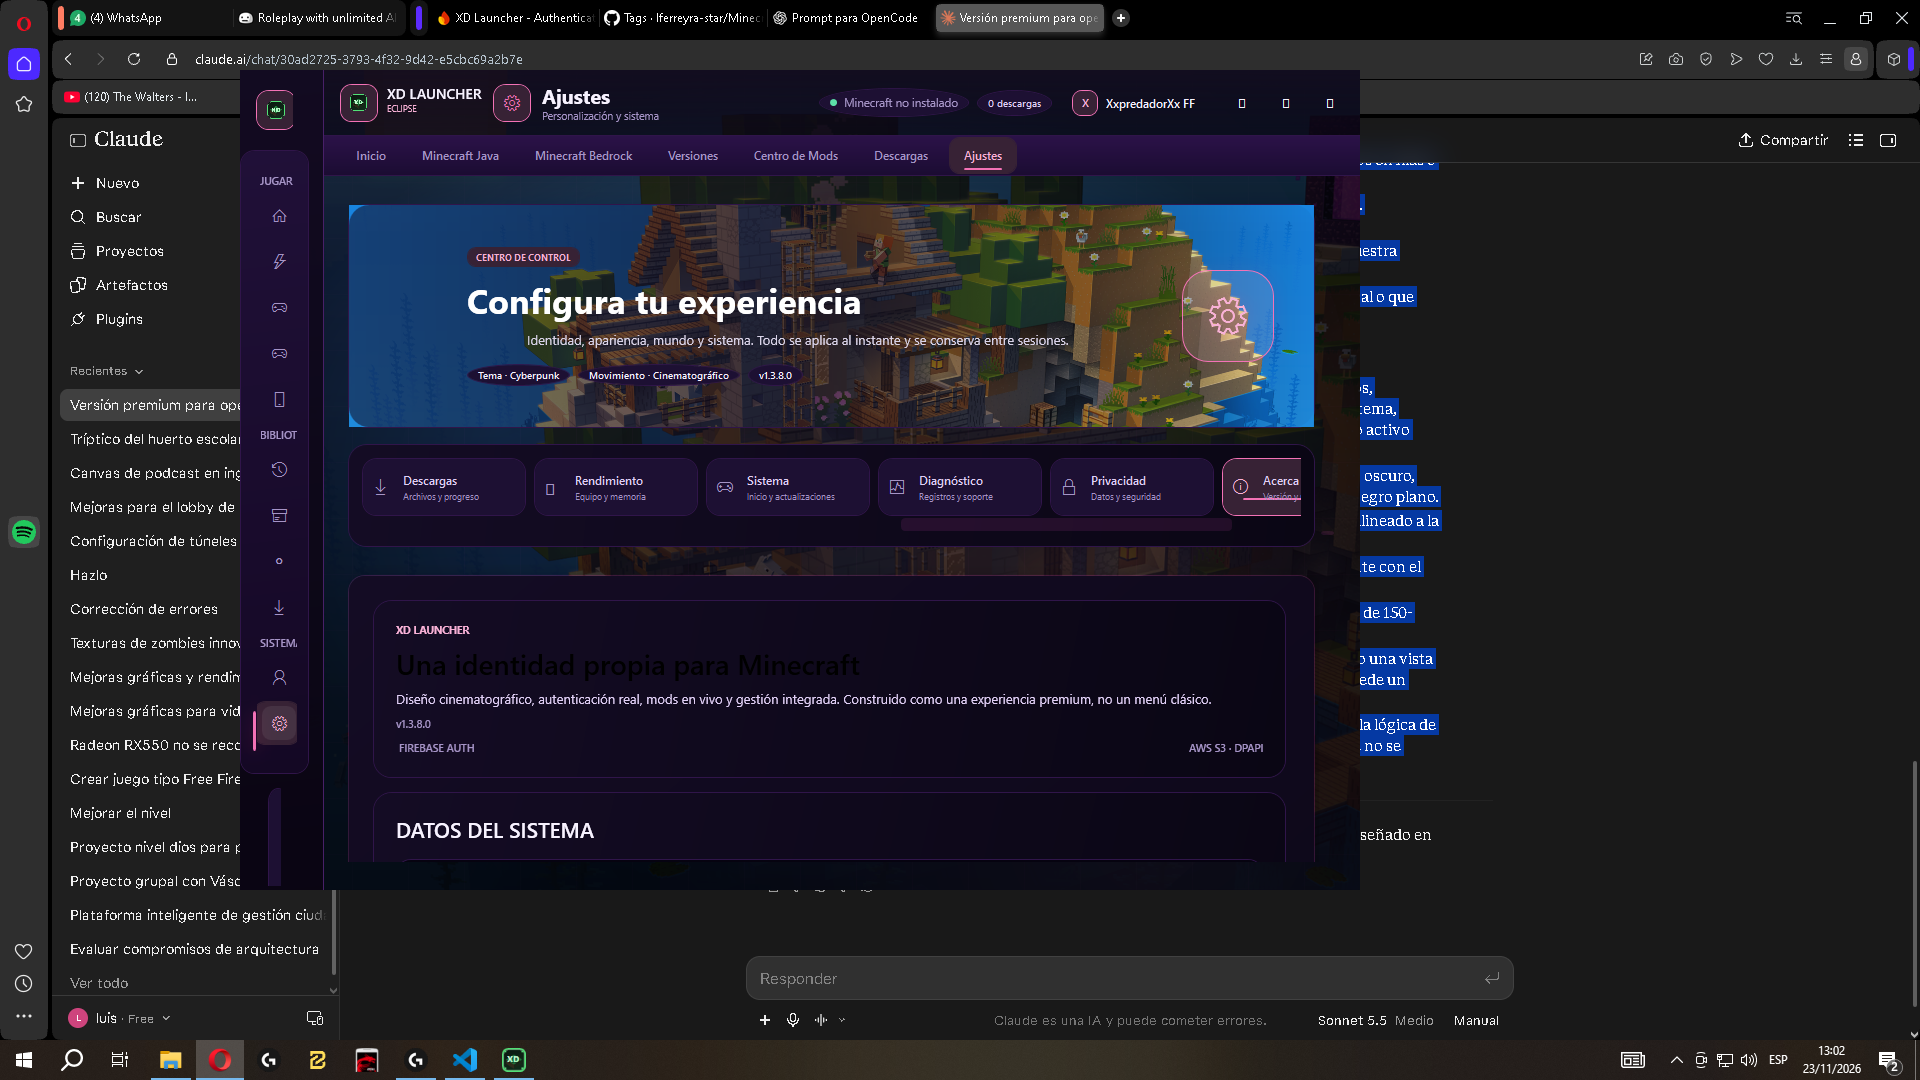 (4) WhatsApp
Roleplay with unlimited AI
XD Launcher - Authenticat
Tags · lferreyra-star/Minec
Prompt para OpenCode
Versión premium para ope
claude.ai/chat/30ad2725-3793-4f32-9d42-e5cbc69a2b7e
(120) The Walters - I...
Claude
Nuevo
Buscar
Proyectos
Artefactos
Plugins
Recientes
Versión premium para ope
Tríptico del huerto escolar
Canvas de podcast en ing
Mejoras para el lobby de
Configuración de túneles
Hazlo
Corrección de errores
Texturas de zombies innov
Mejoras gráficas y rendim
Mejoras gráficas para vid
Radeon RX550 no se reco
Crear juego tipo Free Fire
Mejorar el nivel
Proyecto nivel dios para p
Proyecto grupal con Vásc
Plataforma inteligente de gestión ciud
Evaluar compromisos de arquitectura
Ver todo
L luis · Free
XD
XD
XD LAUNCHER
ECLIPSE
Ajustes
Personalización y sistema
Minecraft no instalado
0 descargas
X XxpredadorXx FF
Inicio
Minecraft Java
Minecraft Bedrock
Versiones
Centro de Mods
Descargas
Ajustes
JUGAR
BIBLIOT
SISTEMA
CENTRO DE CONTROL
Configura tu experiencia
Identidad, apariencia, mundo y sistema. Todo se aplica al instante y se conserva entre sesiones.
Tema · Cyberpunk
Movimiento · Cinematográfico
v1.3.8.0
Descargas
Archivos y progreso
Rendimiento
Equipo y memoria
Sistema
Inicio y actualizaciones
Diagnóstico
Registros y soporte
Privacidad
Datos y seguridad
Acerca
Versión y
XD LAUNCHER
Una identidad propia para Minecraft
Diseño cinematográfico, autenticación real, mods en vivo y gestión integrada. Construido como una experiencia premium, no un menú clásico.
v1.3.8.0
FIREBASE AUTH
AWS S3 · DPAPI
DATOS DEL SISTEMA
Compartir
uestra
al o que
os,
tema,
o activo
oscuro,
egro plano.
lineado a la
te con el
de 150-
o una vista
ede un
la lógica de
no se
señado en
Responder
Claude es una IA y puede cometer errores.
Sonnet 5.5 Medio
Manual
XD
ESP
13:02
23/11/2026
2